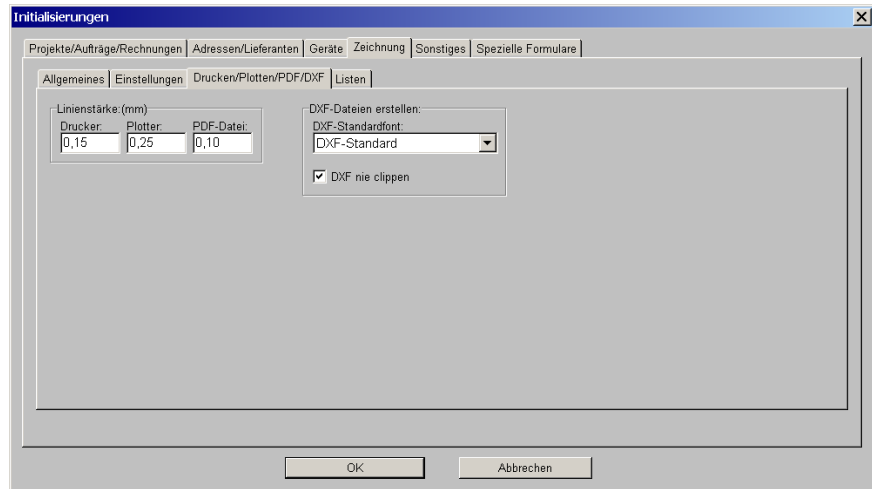 Initialisierungen
Projekte/Aufträge/Rechnungen Adressen/Lieferanten Geräte Zeichnung Sonstiges Spezielle Formulare
Allgemeines Einstellungen Drucken/Plotten/PDF/DXF Listen
Linienstärke:(mm)
Drucker: Plotter: PDF-Datei:
0,15 0,25 0,10
DXF-Dateien erstellen:
DXF-Standardfont:
DXF-Standard
DXF nie clippen
OK Abbrechen